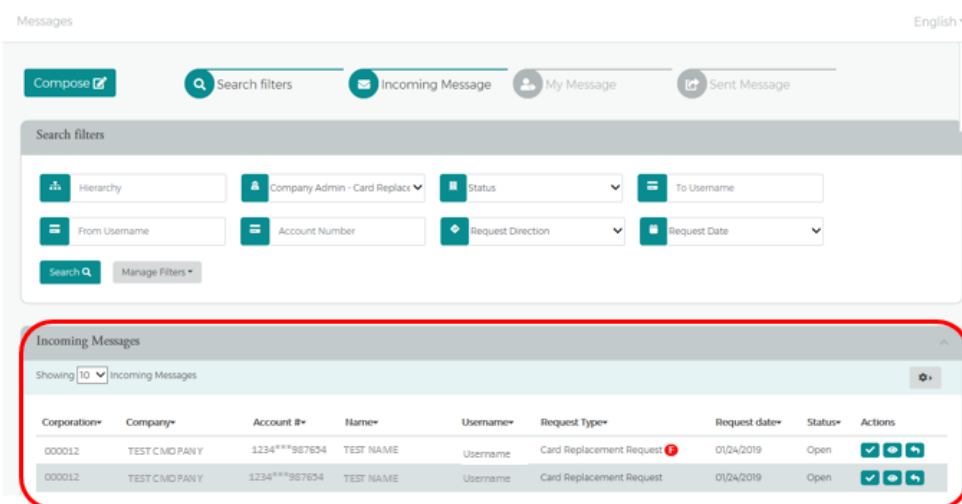 Messages English
Compose Search filters Incoming Message My Message Sent Message
Search filters
Hierarchy Company Admin - Card Replace Status To Username
From Username Account Number Request Direction Request Date
Search Manage Filters
Incoming Messages
Showing 10 Incoming Messages
Corporation Company Account # Name Username Request Type Request date Status Actions
000012 TEST CMOPANY 1234***987654 TEST NAME Username Card Replacement Request F 01/24/2019 Open
000012 TEST CMOPANY 1234***987654 TEST NAME Username Card Replacement Request 01/24/2019 Open